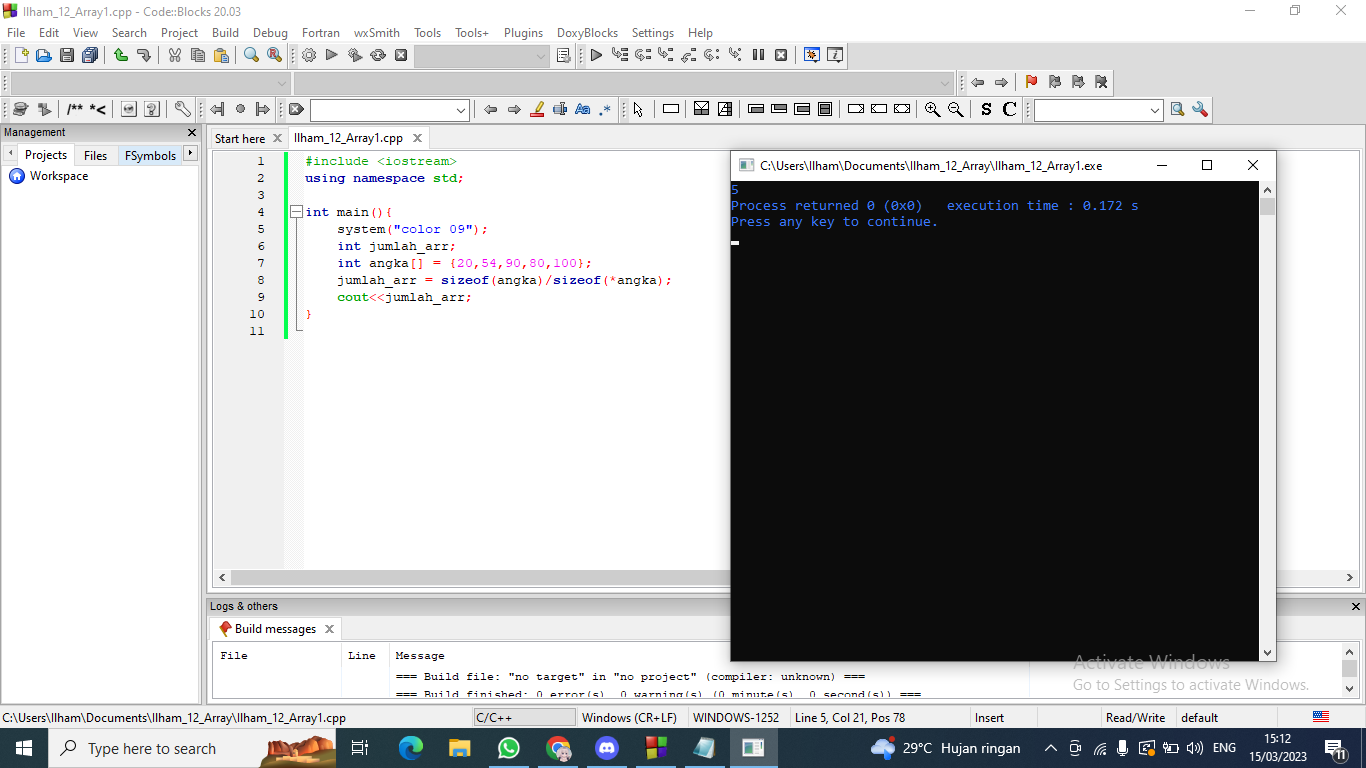 Ilham_12_Array1.cpp - Code::Blocks 20.03
File Edit View Search Project Build Debug Fortran wxSmith Tools Tools+ Plugins DoxyBlocks Settings Help
/** *< Aa .* S C
Management
Projects Files FSymbols
Workspace
Start here Ilham_12_Array1.cpp
1 #include <iostream>
2 using namespace std;
3
4 int main(){
5 system("color 09");
6 int jumlah_arr;
7 int angka[] = {20,54,90,80,100};
8 jumlah_arr = sizeof(angka)/sizeof(*angka);
9 cout<<jumlah_arr;
10 }
11
C:\Users\Ilham\Documents\Ilham_12_Array\Ilham_12_Array1.exe
5
Process returned 0 (0x0) execution time : 0.172 s
Press any key to continue.
Logs & others
Build messages
File Line Message
=== Build file: "no target" in "no project" (compiler: unknown) ===
=== Build finished: 0 error(s), 0 warning(s) (0 minute(s), 0 second(s)) ===
Activate Windows
Go to Settings to activate Windows.
C:\Users\Ilham\Documents\Ilham_12_Array\Ilham_12_Array1.cpp C/C++ Windows (CR+LF) WINDOWS-1252 Line 5, Col 21, Pos 78 Insert Read/Write default
Type here to search 29°C Hujan ringan ENG 15:12
15/03/2023 11